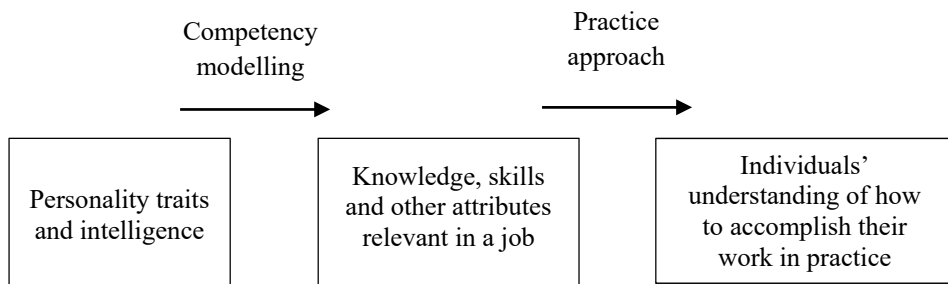 Competency
modelling
Practice
approach
Personality traits
and intelligence
Knowledge, skills
and other attributes
relevant in a job
Individuals’
understanding of how
to accomplish their
work in practice